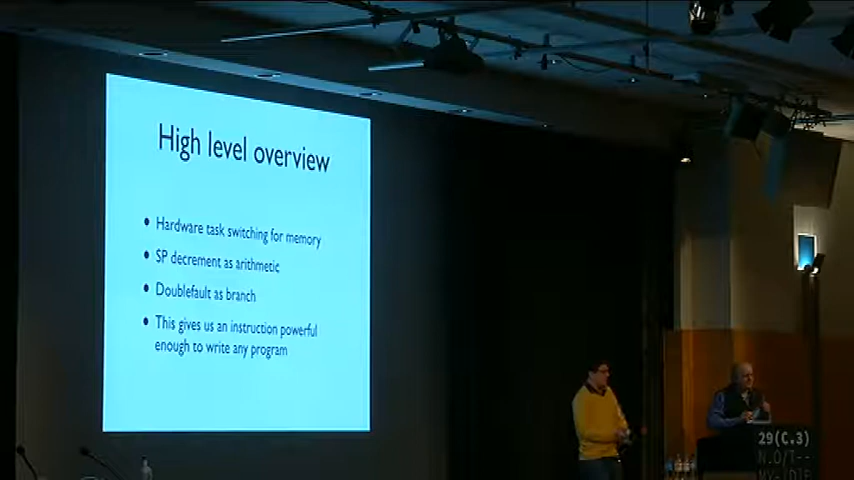 High level overview
• Hardware task switching for memory
• SP decrement as arithmetic
• Doublefault as branch
• This gives us an instruction powerful
enough to write any program
29(C.3)
N.O/T--